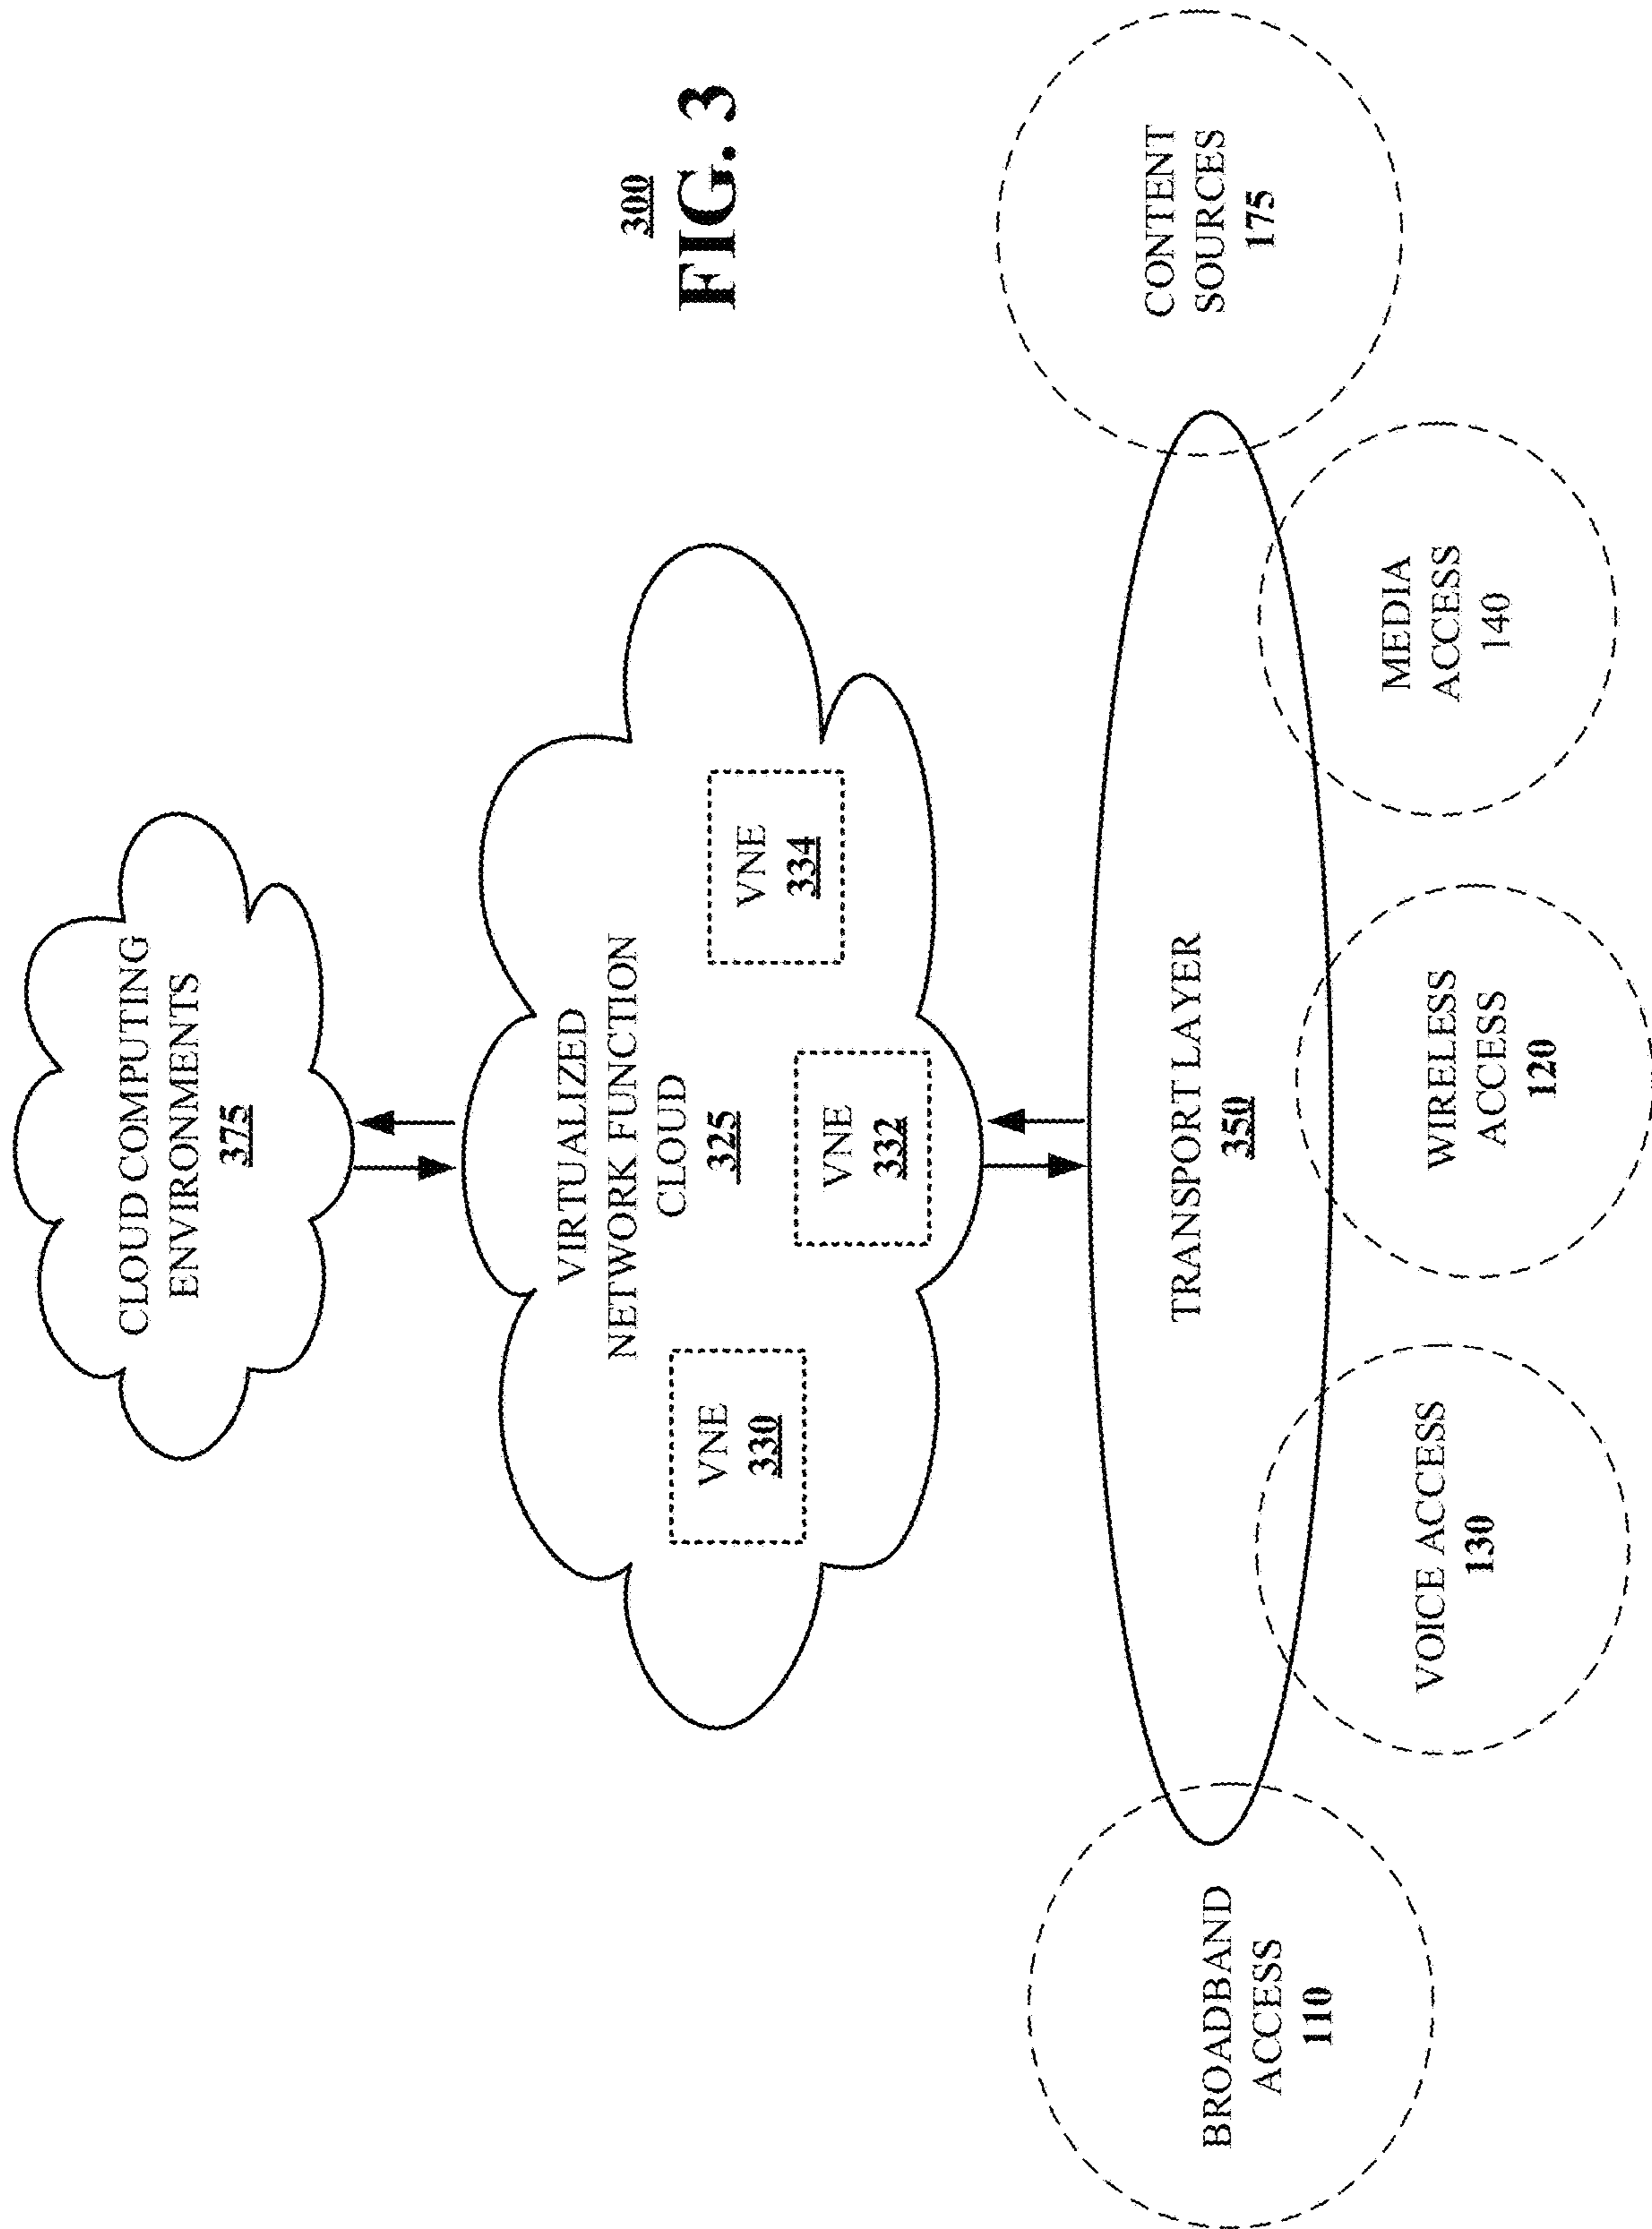 CLOUD COMPUTING
ENVIRONMENTS
375
VIRTUALIZED
NETWORK FUNCTION
CLOUD
325
VNE
330
VNE
332
VNE
334
300
FIG. 3
TRANSPORT LAYER
350
BROADBAND
ACCESS
110
VOICE ACCESS
130
WIRELESS
ACCESS
120
MEDIA
ACCESS
140
CONTENT
SOURCES
175